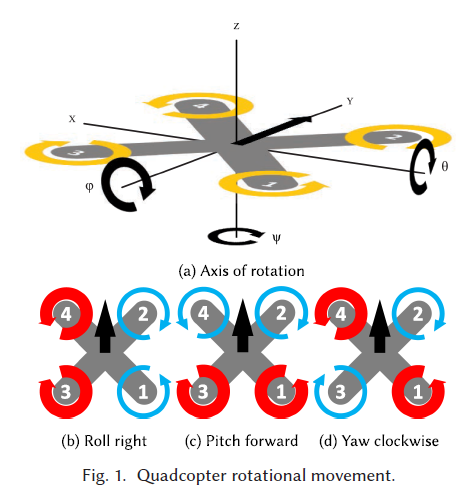 Z
Y
X
4
3
2
1
φ
θ
ψ
(a) Axis of rotation
4 2 4 2 4 2
3 1 3 1 3 1
(b) Roll right (c) Pitch forward (d) Yaw clockwise
Fig. 1. Quadcopter rotational movement.